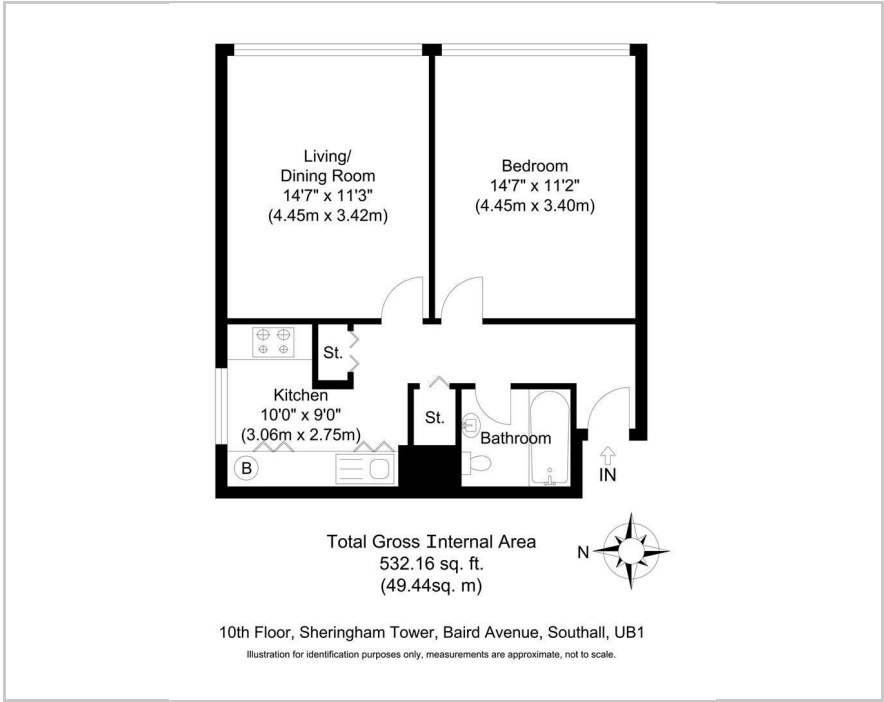 Living/
Dining Room
14'7" x 11'3"
(4.45m x 3.42m)
Bedroom
14'7" x 11'2"
(4.45m x 3.40m)
St.
Kitchen
10'0" x 9'0"
(3.06m x 2.75m)
St.
Bathroom
B
IN
Total Gross Internal Area
532.16 sq. ft.
(49.44sq. m)
N
10th Floor, Sheringham Tower, Baird Avenue, Southall, UB1
Illustration for identification purposes only, measurements are approximate, not to scale.